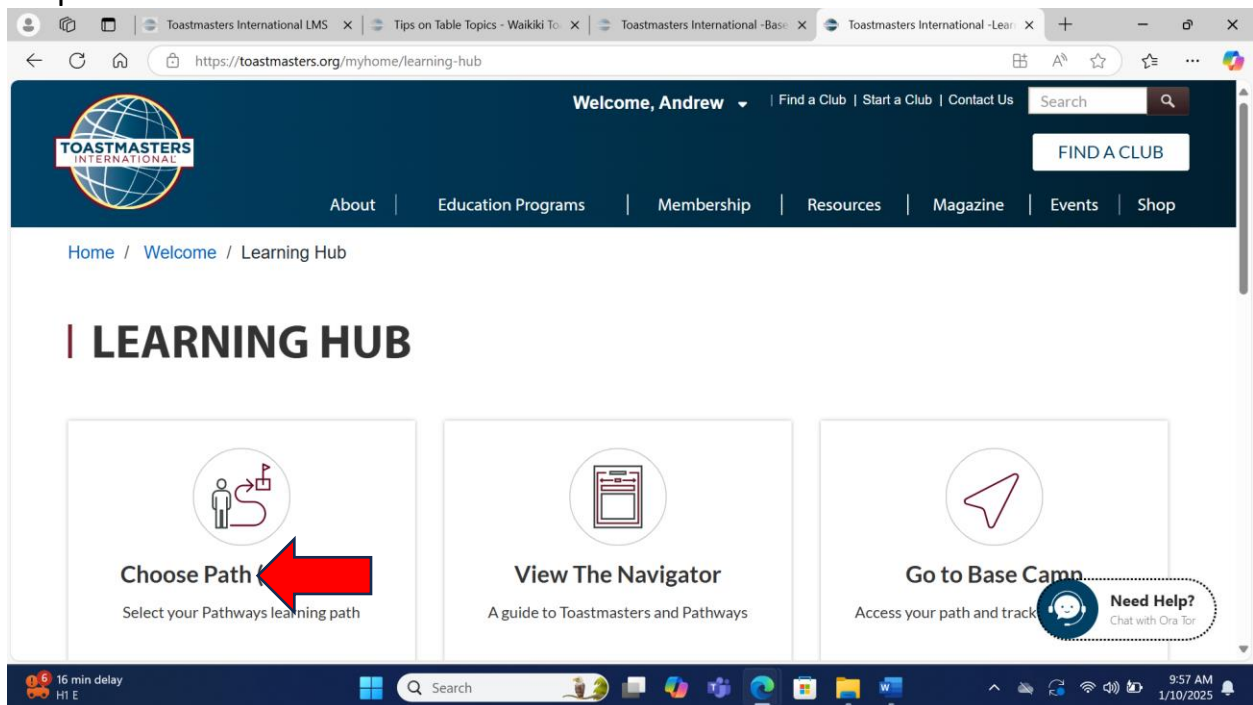 Toastmasters International LMS
Tips on Table Topics - Waikiki To
Toastmasters International -Base
Toastmasters International -Learn
https://toastmasters.org/myhome/learning-hub
Welcome, Andrew
| Find a Club | Start a Club | Contact Us
Search
TOASTMASTERS
INTERNATIONAL
FIND A CLUB
About | Education Programs | Membership | Resources | Magazine | Events | Shop
Home / Welcome / Learning Hub
LEARNING HUB
Choose Path (
View The Navigator
Go to Base Camp
Select your Pathways learning path
A guide to Toastmasters and Pathways
Access your path and track
Need Help?
Chat with Ora Tor
6
16 min delay
H1 E
Search
9:57 AM
1/10/2025